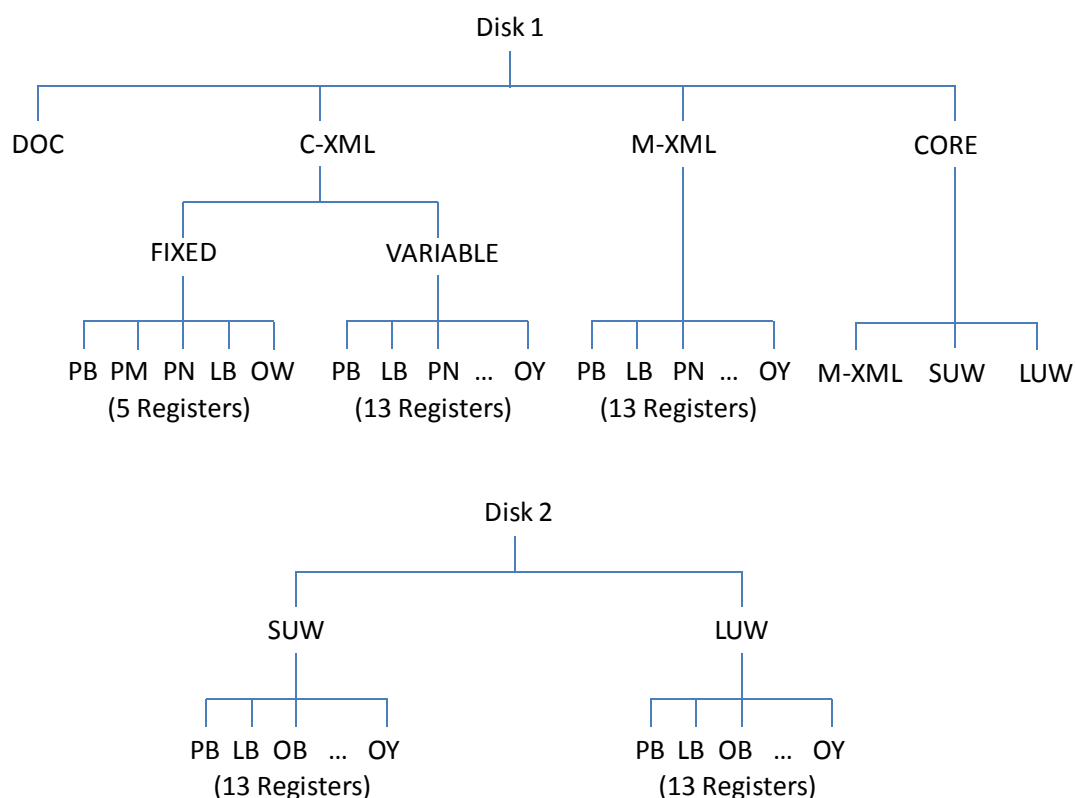 Disk 1
DOC C-XML M-XML CORE
FIXED VARIABLE
PB PM PN LB OW PB LB PN ... OY PB LB PN ... OY M-XML SUW LUW
(5 Registers) (13 Registers) (13 Registers)
Disk 2
SUW LUW
PB LB OB ... OY PB LB OB ... OY
(13 Registers) (13 Registers)